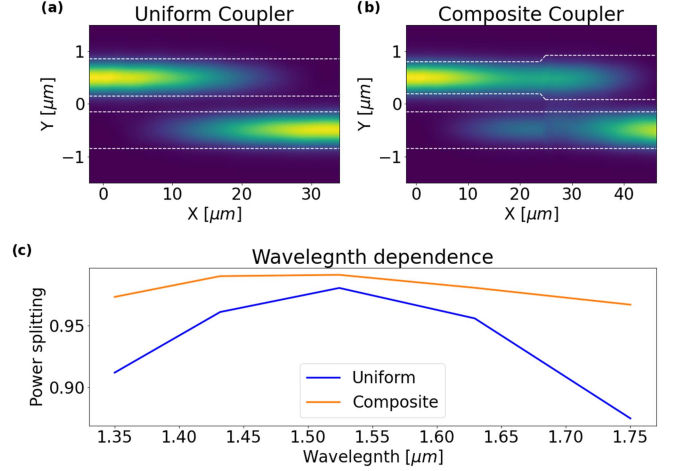 (a)
Uniform Coupler
(b)
Composite Coupler
Y [μm]
1
0
−1
0
10
20
30
X [μm]
Y [μm]
1
0
−1
0
10
20
30
40
X [μm]
(c)
Wavelegnth dependence
Power splitting
0.95
0.90
Uniform
Composite
1.35
1.40
1.45
1.50
1.55
1.60
1.65
1.70
1.75
Wavelegnth [μm]